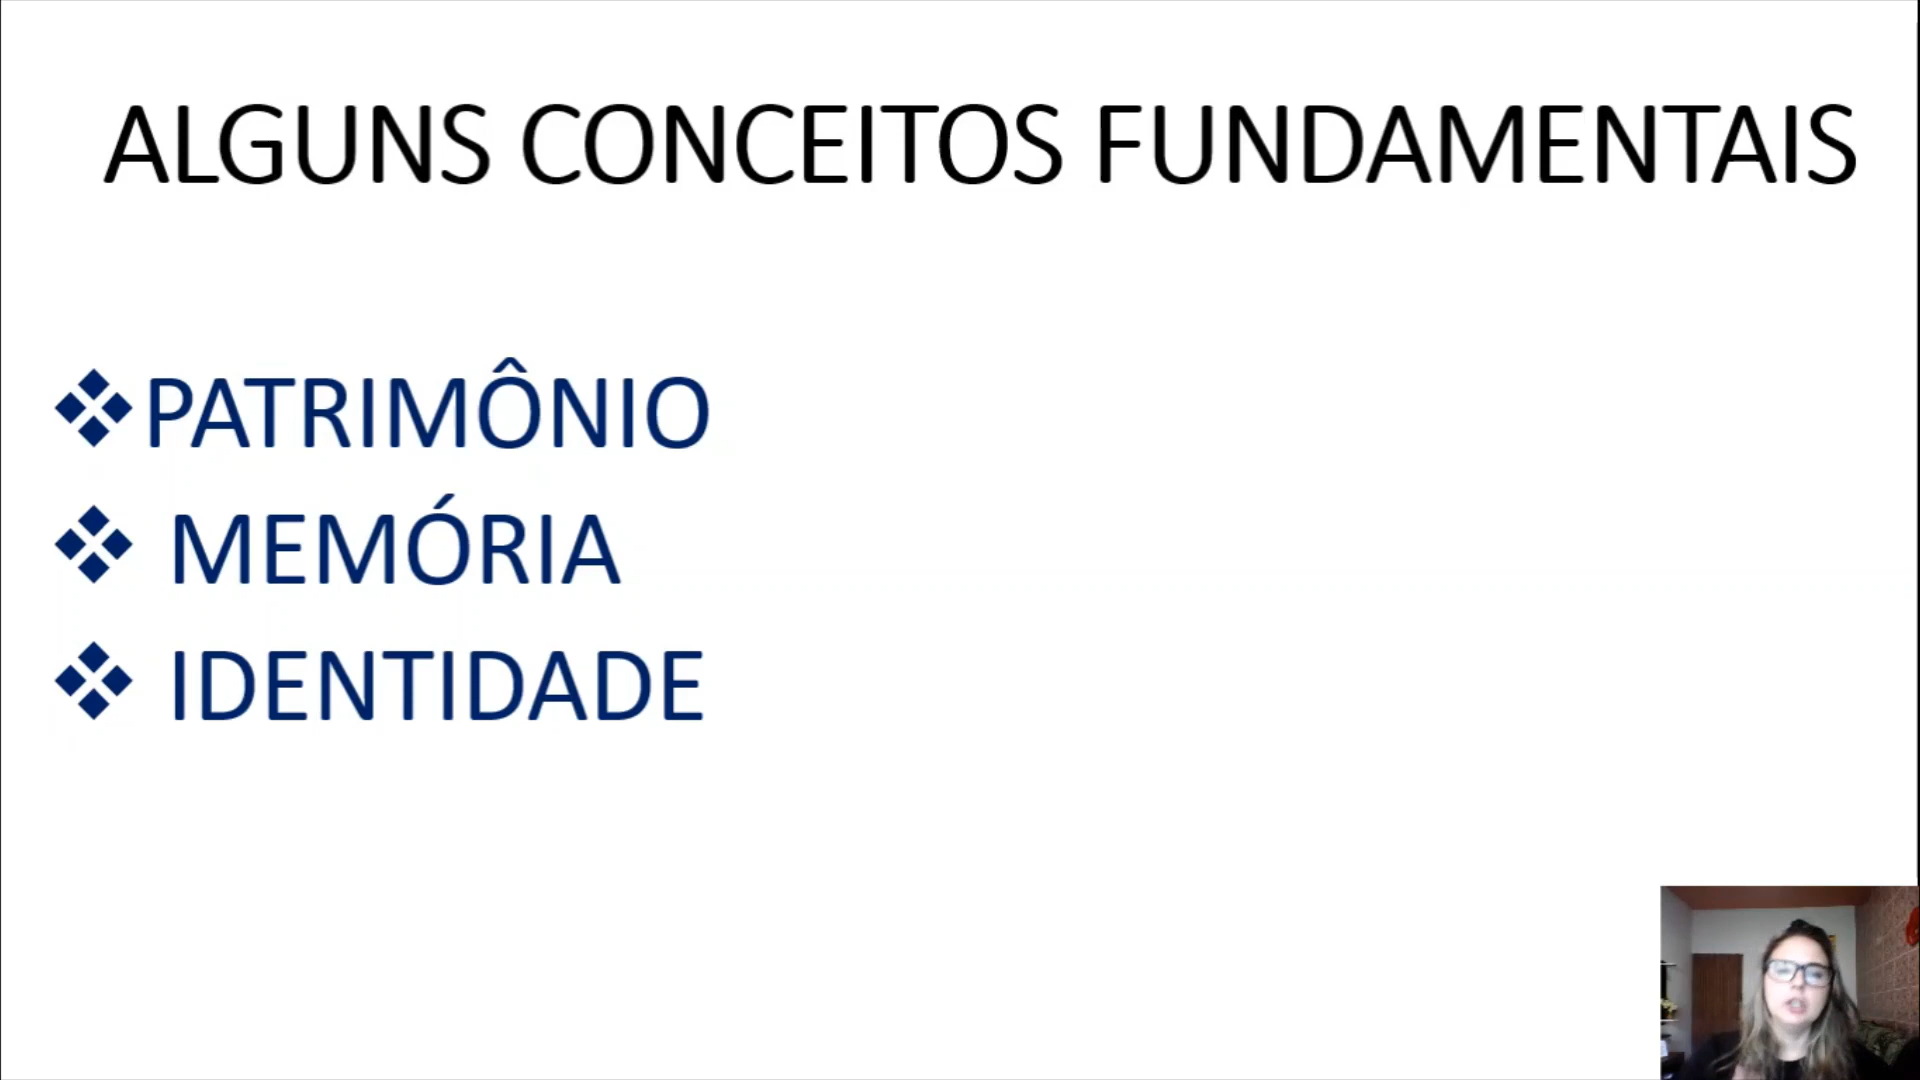 ALGUNS CONCEITOS FUNDAMENTAIS
❖PATRIMÔNIO
❖ MEMÓRIA
❖ IDENTIDADE